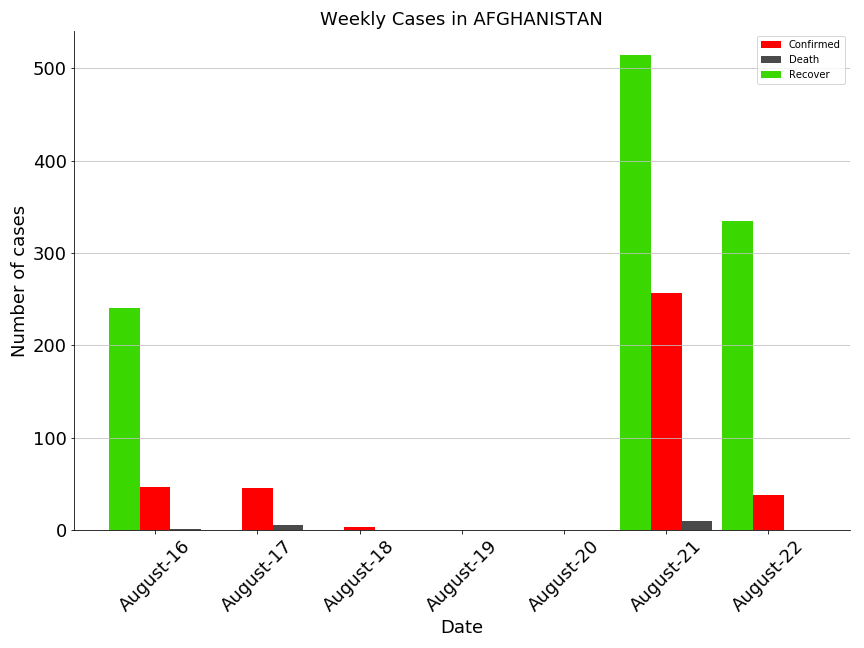 Weekly Cases in AFGHANISTAN
Confirmed
Death
Recover
Number of cases
500
400
300
200
100
0
August-16
August-17
August-18
August-19
August-20
August-21
August-22
Date